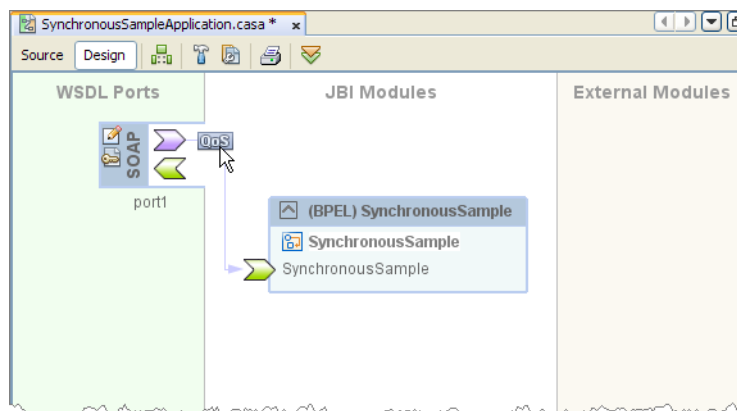 SynchronousSampleApplication.casa * x
Source Design
WSDL Ports JBI Modules External Modules
SOAP
QoS
port1
(BPEL) SynchronousSample
SynchronousSample
SynchronousSample